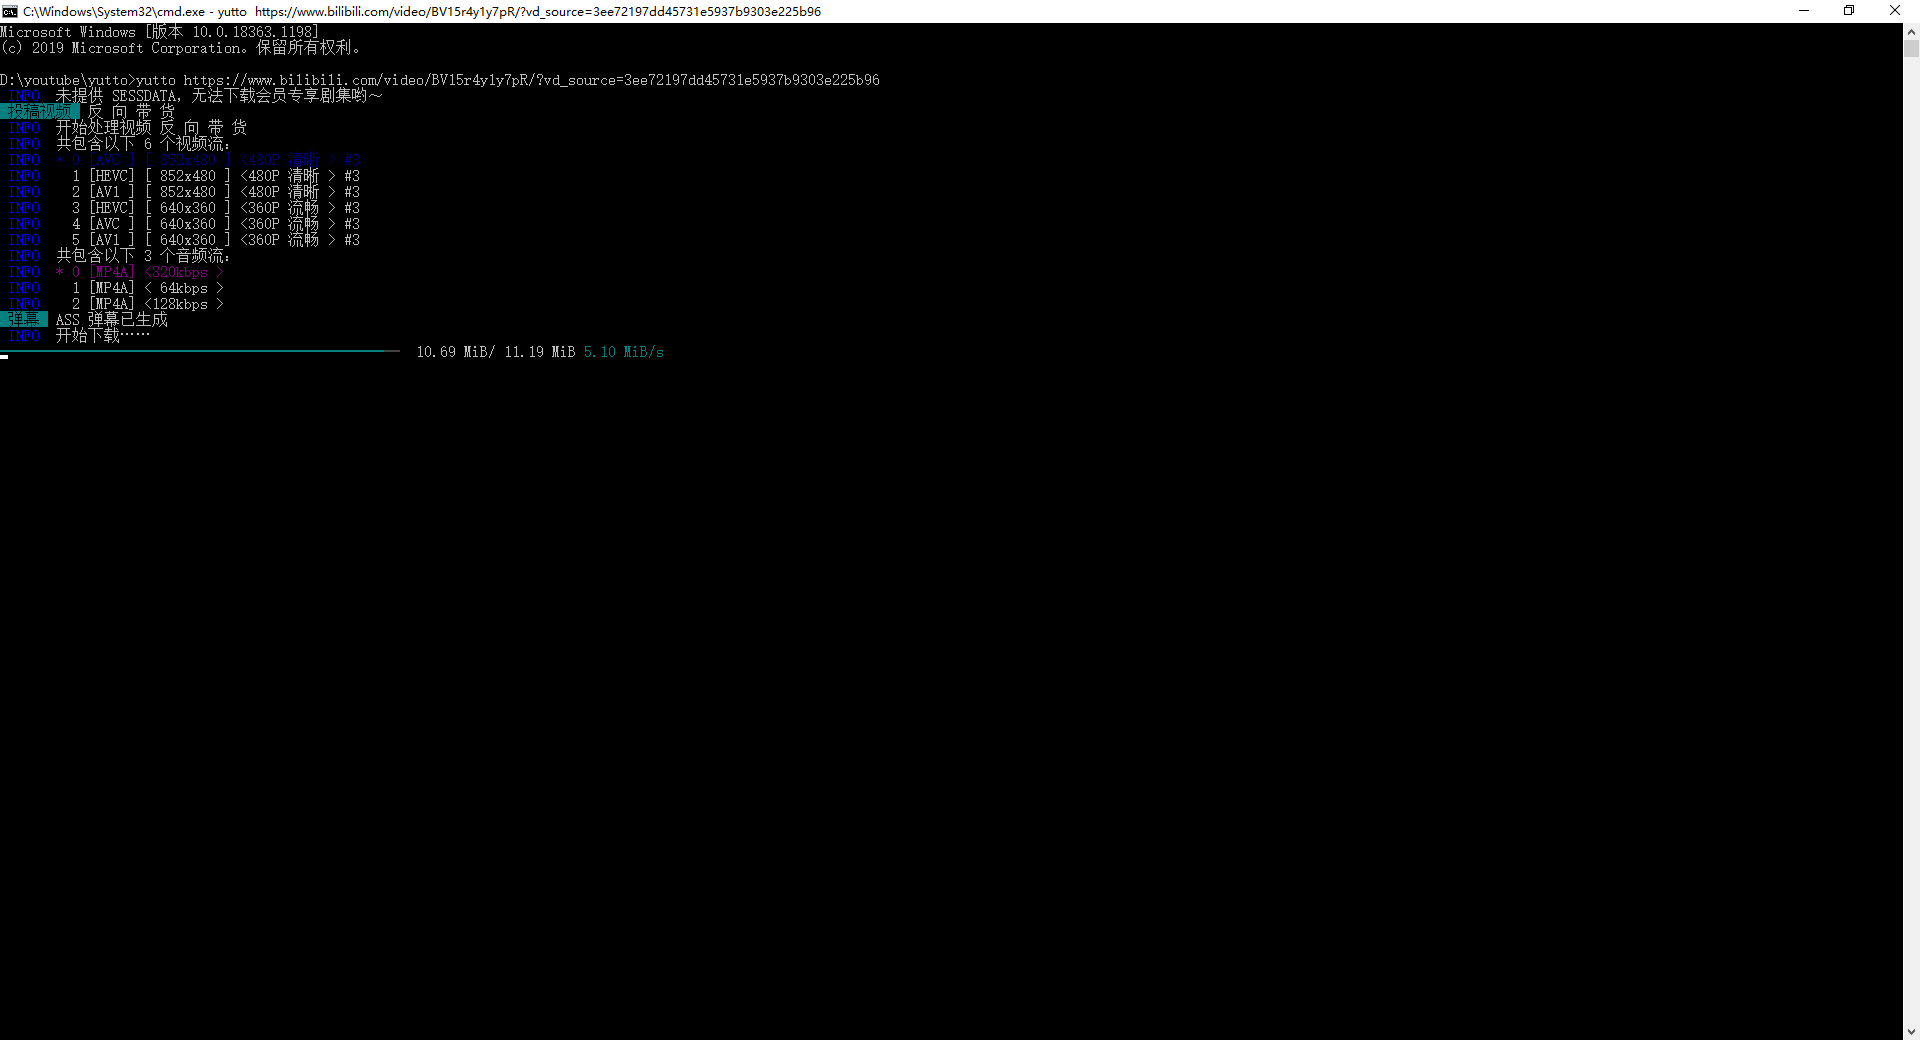 C:\Windows\System32\cmd.exe - yutto  https://www.bilibili.com/video/BV15r4y1y7pR/?vd_source=3ee72197dd45731e5937b9303e225b96
Microsoft Windows [版本 10.0.18363.1198]
(c) 2019 Microsoft Corporation。保留所有权利。
D:\youtube\yutto>yutto https://www.bilibili.com/video/BV15r4y1y7pR/?vd_source=3ee72197dd45731e5937b9303e225b96
INFO 未提供 SESSDATA，无法下载会员专享剧集哟～
投稿视频 反 向 带 货
INFO 开始处理视频 反 向 带 货
INFO 共包含以下 6 个视频流：
INFO * 0 [AVC ] [ 852x480 ] <480P 清晰 > #3
INFO 1 [HEVC] [ 852x480 ] <480P 清晰 > #3
INFO 2 [AV1 ] [ 852x480 ] <480P 清晰 > #3
INFO 3 [HEVC] [ 640x360 ] <360P 流畅 > #3
INFO 4 [AVC ] [ 640x360 ] <360P 流畅 > #3
INFO 5 [AV1 ] [ 640x360 ] <360P 流畅 > #3
INFO 共包含以下 3 个音频流：
INFO * 0 [MP4A] <320kbps >
INFO 1 [MP4A] < 64kbps >
INFO 2 [MP4A] <128kbps >
弹幕 ASS 弹幕已生成
INFO 开始下载……
10.69 MiB/ 11.19 MiB 5.10 MiB/s